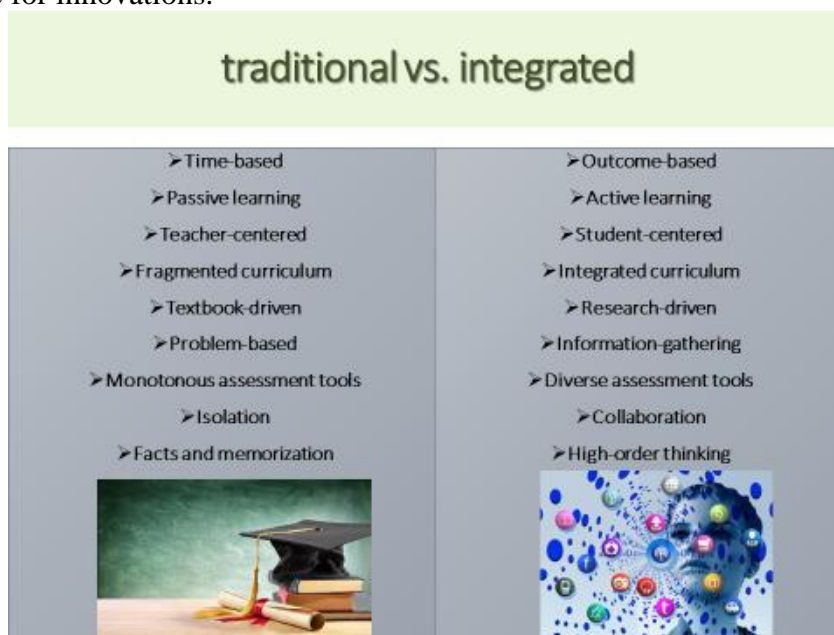 for innovations.
traditional vs. integrated
➢Time-based
➢Passive learning
➢Teacher-centered
➢Fragmented curriculum
➢Textbook-driven
➢Problem-based
➢Monotonous assessment tools
➢Isolation
➢Facts and memorization
➢Outcome-based
➢Active learning
➢Student-centered
➢Integrated curriculum
➢Research-driven
➢Information-gathering
➢Diverse assessment tools
➢Collaboration
➢High-order thinking